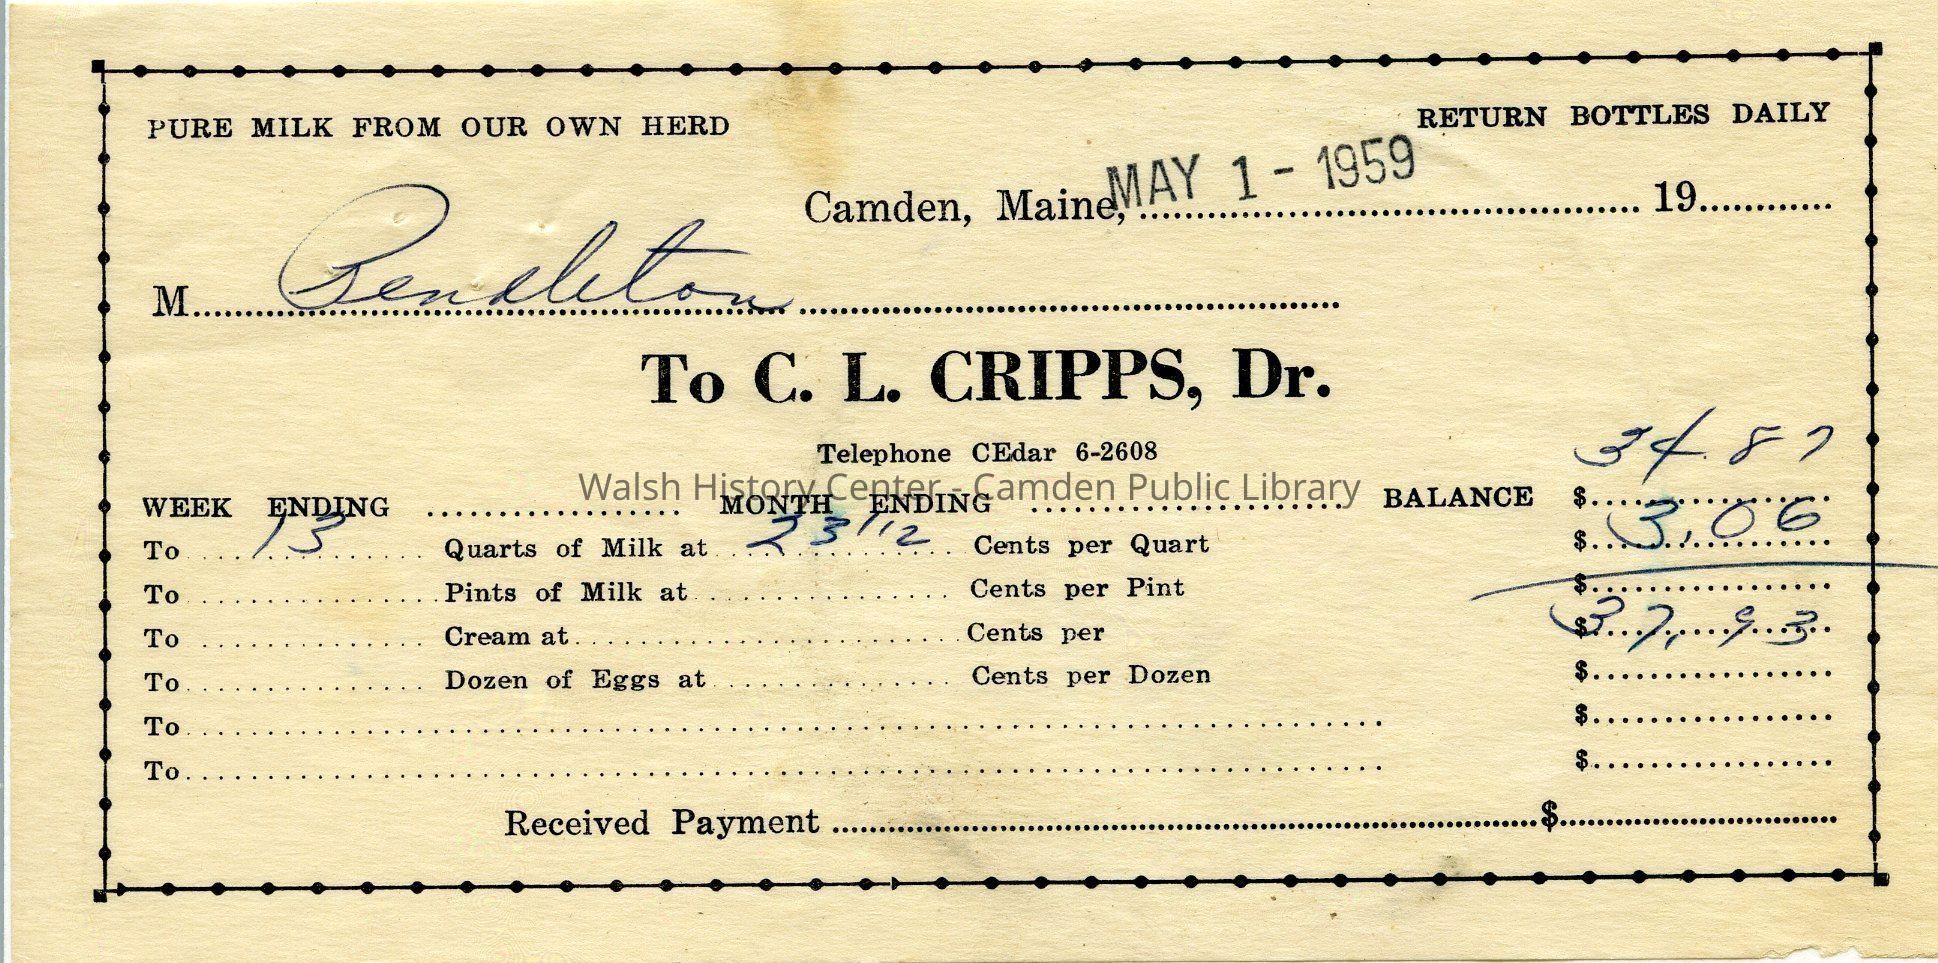 PURE MILK FROM OUR OWN HERD
RETURN BOTTLES DAILY
Camden, Maine, MAY 1 - 1959 19
M Pendleton
To C. L. CRIPPS, Dr.
Telephone CEdar 6-2608
Walsh History Center - Camden Public Library
WEEK ENDING MONTH ENDING BALANCE $ 34.87
To 13 Quarts of Milk at 23 1/12 Cents per Quart $ 3.06
To Pints of Milk at Cents per Pint $
To Cream at Cents per $ 37.93
To Dozen of Eggs at Cents per Dozen $
To $
To $
Received Payment $